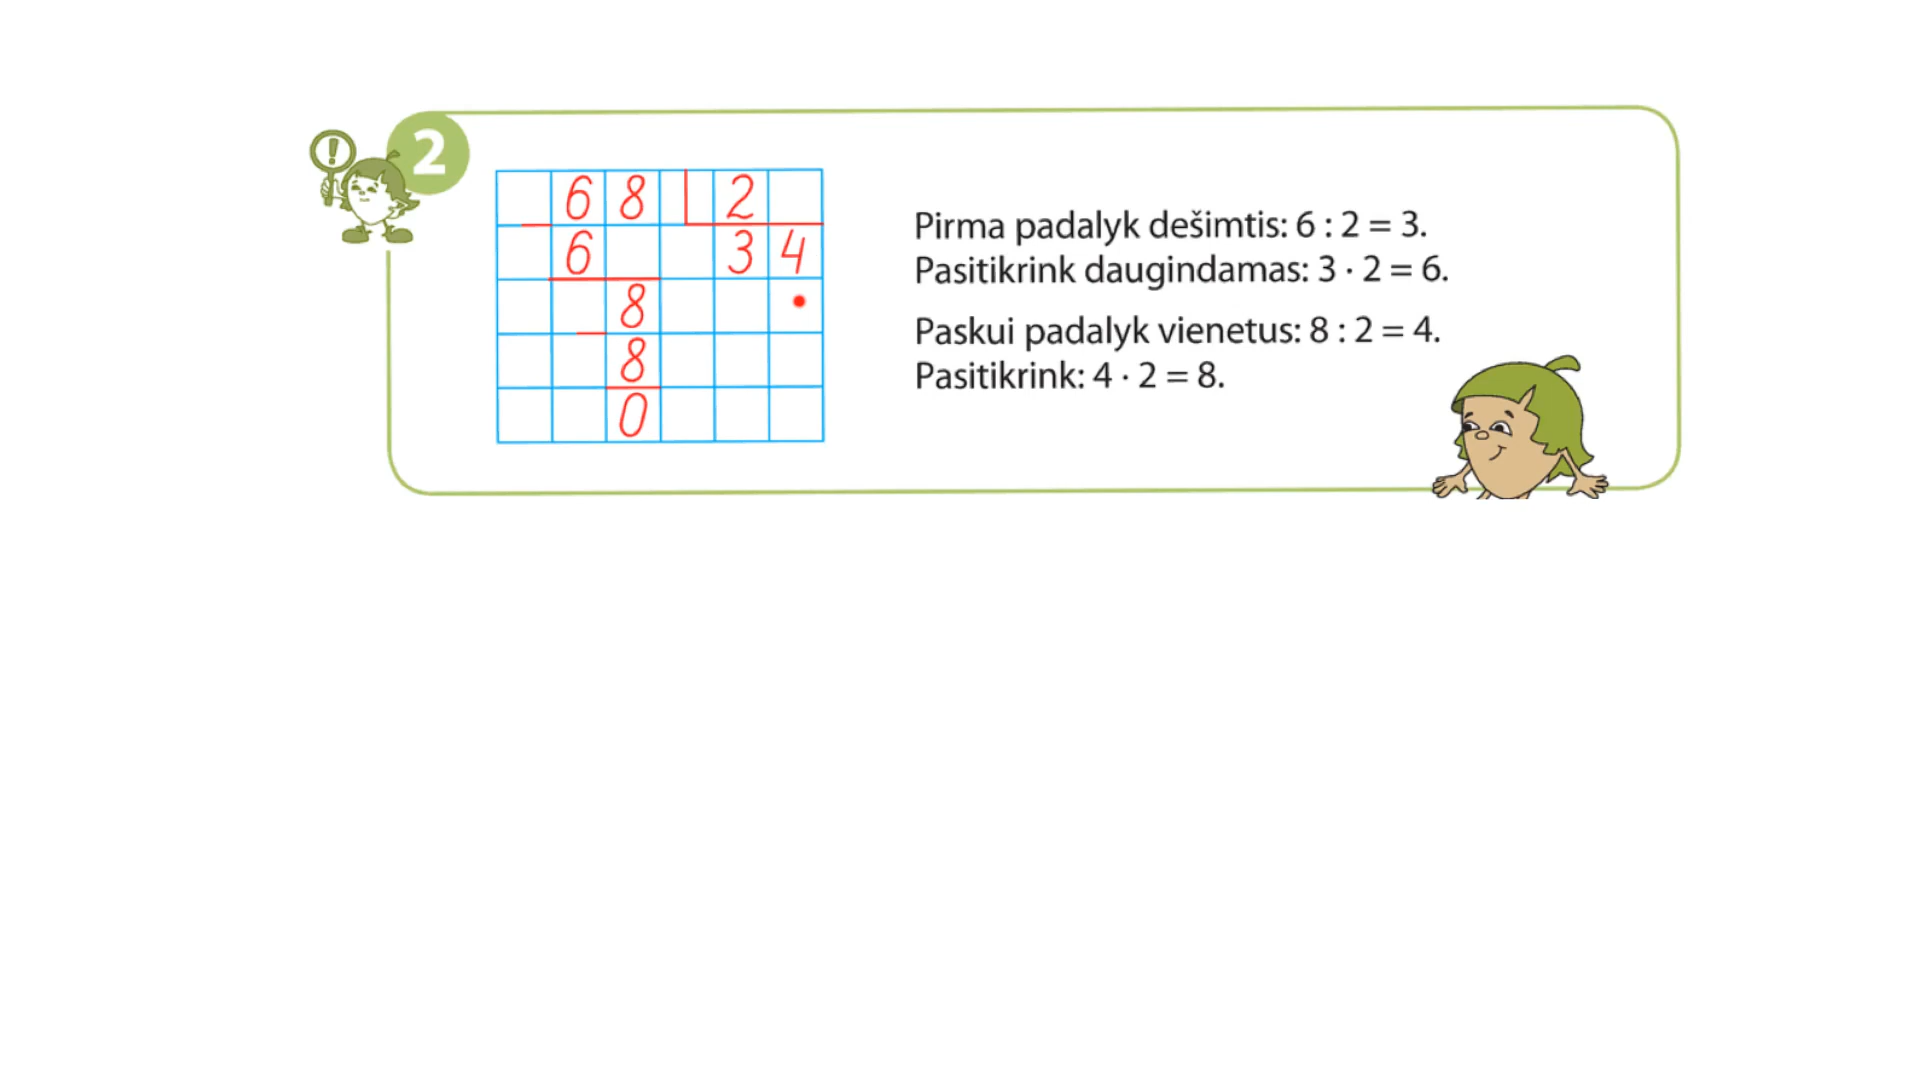 !
2
68 | 2
_
6 34
8
_
8
0
Pirma padalyk dešimtis: 6 : 2 = 3.
Pasitikrink daugindamas: 3 · 2 = 6.
Paskui padalyk vienetus: 8 : 2 = 4.
Pasitikrink: 4 · 2 = 8.